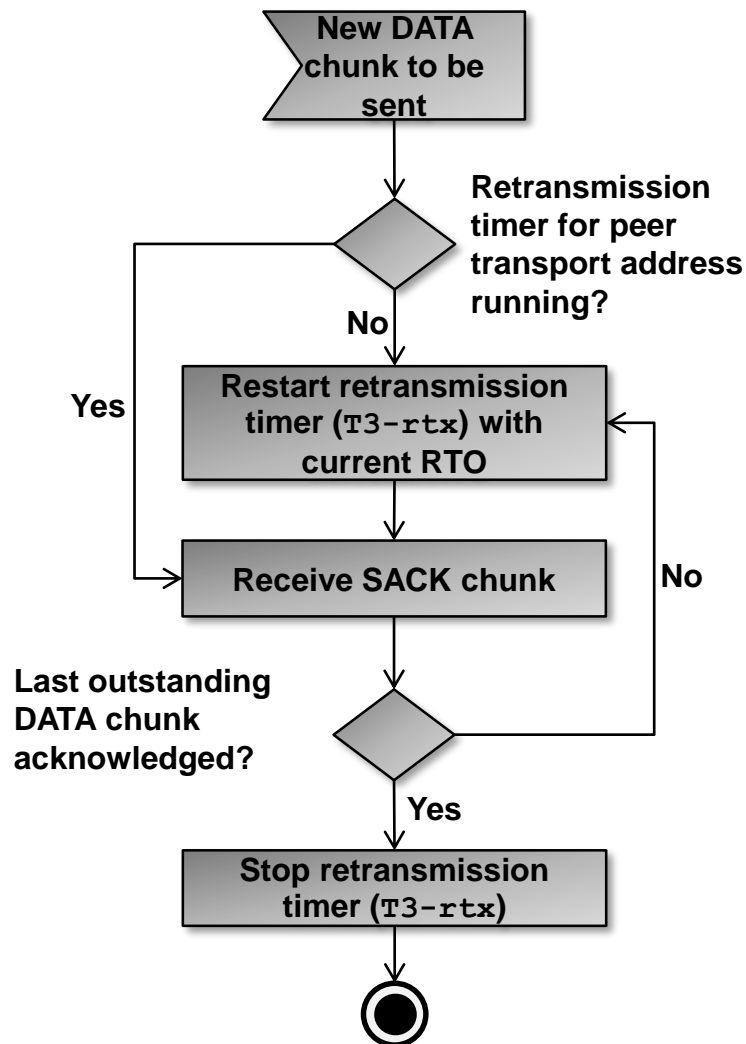 New DATA
chunk to be
sent
Retransmission
timer for peer
transport address
running?
No
Yes
Restart retransmission
timer (T3-rtx) with
current RTO
Receive SACK chunk
No
Last outstanding
DATA chunk
acknowledged?
Yes
Stop retransmission
timer (T3-rtx)